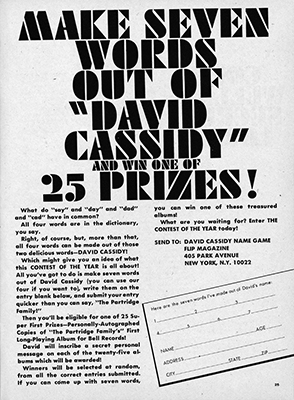 MAKE SEVEN
WORDS
OUT OF
"DAVID
CASSIDY"
AND WIN ONE OF
25 PRIZES!
What do "say" and "day" and "dad"
and "cad" have in common?
All four words are in the dictionary,
you say.
Right, of course, but, more than that,
all four words can be made out of those
two delicious words—DAVID CASSIDY!
Which might give you an idea of what
this CONTEST OF THE YEAR is all about!
All you've got to do is make seven words
out of David Cassidy (you can use our
four if you want to), write them on the
entry blank below, and submit your entry
quicker than you can say, "The Partridge
Family!"
Then you'll be eligible for one of 25 Su-
per First Prizes—Personally-Autographed
Copies of "The Partridge Family's" First
Long-Playing Album for Bell Records!
David will inscribe a secret personal
message on each of the twenty-five al-
bums which will be awarded!
Winners will be selected at random,
from all the correct entries submitted.
If you can come up with seven words,
you can win one of these treasured
albums!
What are you waiting for? Enter THE
CONTEST OF THE YEAR today!
SEND TO: DAVID CASSIDY NAME GAME
FLIP MAGAZINE
405 PARK AVENUE
NEW YORK, N.Y. 10022
Here are the seven words I've made out of David's name:
1 2 3
4 5 6 7
NAME AGE
ADDRESS
CITY STATE ZIP